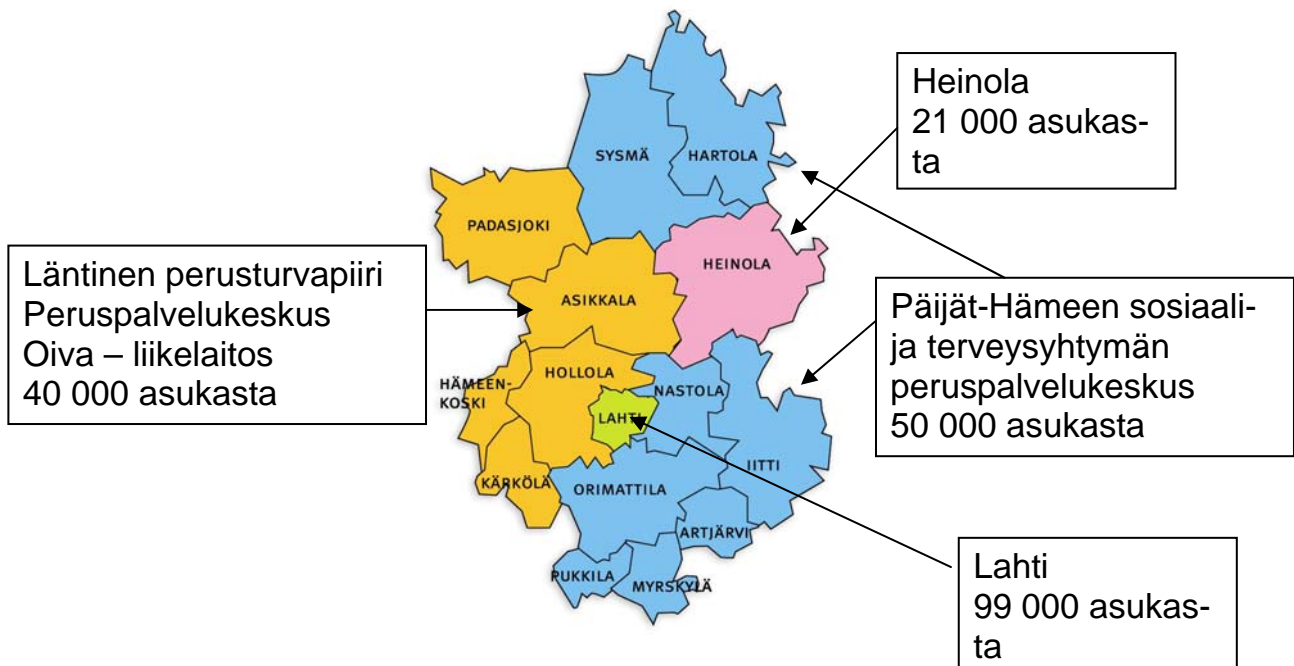 Heinola
21 000 asukas-
ta
SYSMÄ
HARTOLA
PADASJOKI
HEINOLA
Läntinen perusturvapiiri
Peruspalvelukeskus
Oiva – liikelaitos
40 000 asukasta
ASIKKALA
Päijät-Hämeen sosiaali-
ja terveysyhtymän
peruspalvelukeskus
50 000 asukasta
HOLLOLA
HÄMEEN-
KOSKI
NASTOLA
LAHTI
IITTI
KÄRKÖLÄ
ORIMATTILA
ARTJÄRVI
PUKKILA
MYRSKYLÄ
Lahti
99 000 asukas-
ta